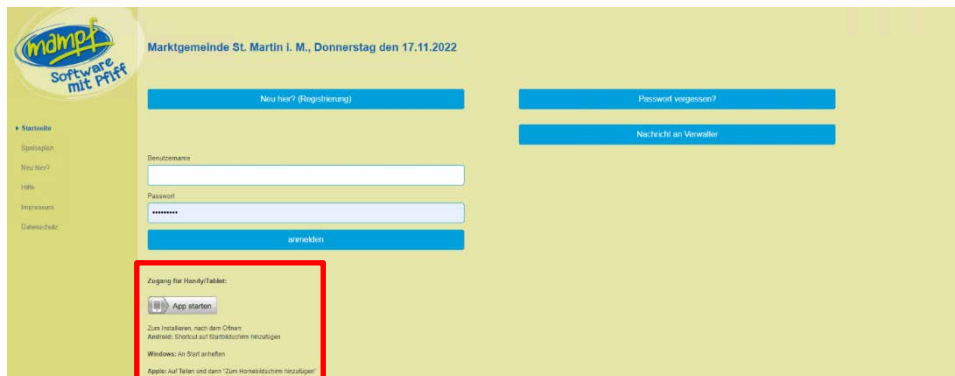 mampf
Software
mit Pfiff
Marktgemeinde St. Martin i. M., Donnerstag den 17.11.2022
Neu hier? (Registrierung)
Passwort vergessen?
Nachricht an Verwalter
Startseite
Speiseplan
Neu hier?
Hilfe
Impressum
Datenschutz
Benutzername
Passwort
•••••••••
anmelden
Zugang für Handy/Tablet:
App starten
Zum Installieren, nach dem Öffnen:
Android: Shortcut auf Startbildschirm hinzufügen
Windows: An Start anheften
Apple: Auf Teilen und dann "Zum Homebildschirm hinzufügen"